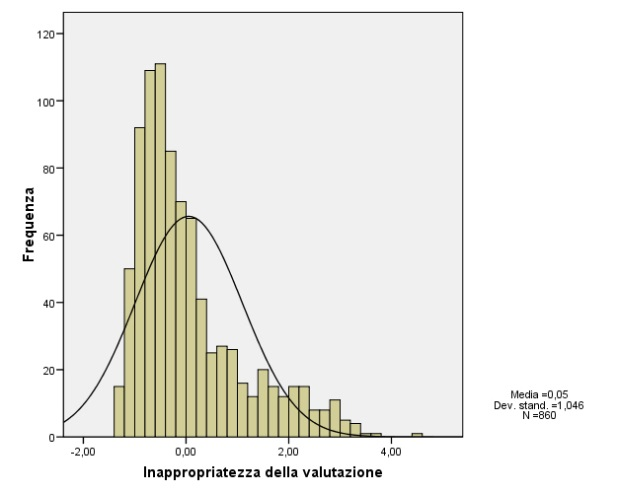 120
100
80
60
40
20
0
Frequenza
-2,00 0,00 2,00 4,00
Inappropriatezza della valutazione
Media =0,05
Dev. stand. =1,046
N =860